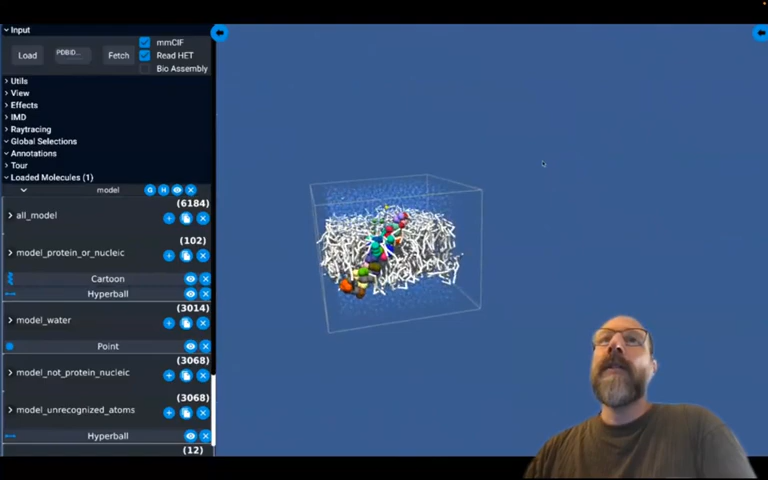 Input
Load
PDBID...
Fetch
mmCIF
Read HET
Bio Assembly
Utils
View
Effects
IMD
Raytracing
Global Selections
Annotations
Tour
Loaded Molecules (1)
model
G
H
(6184)
all_model
(102)
model_protein_or_nucleic
Cartoon
Hyperball
(3014)
model_water
Point
(3068)
model_not_protein_nucleic
(3068)
model_unrecognized_atoms
Hyperball
(12)